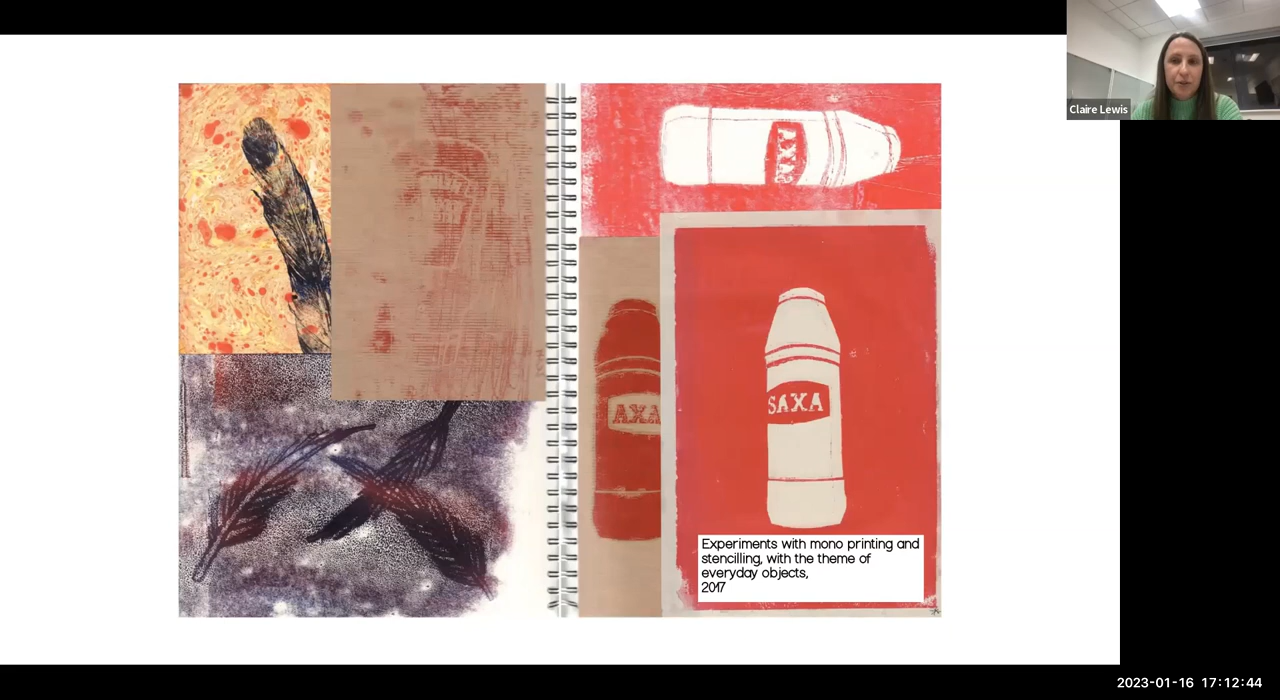 Claire Lewis
SAXA
AXA
SAXA
Experiments with mono printing and
stencilling, with the theme of
everyday objects,
2017
2023-01-16 17:12:44